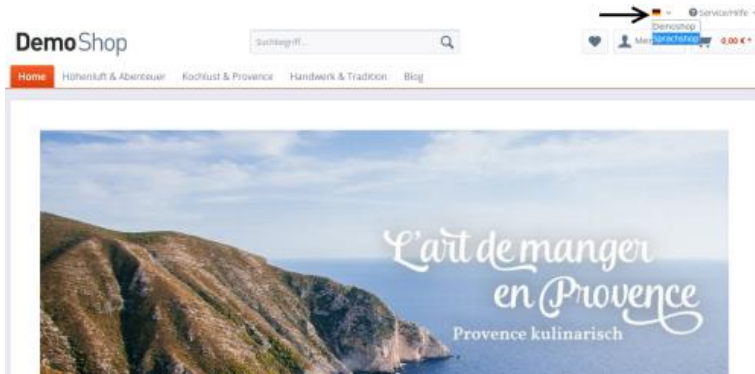 Service/Hilfe
Demoshop
Sprachshop
DemoShop
Suchbegriff...
0,00 € *
Home Höhenluft & Abenteuer Kochlust & Provence Handwerk & Tradition Blog
L'art de manger
en Provence
Provence kulinarisch